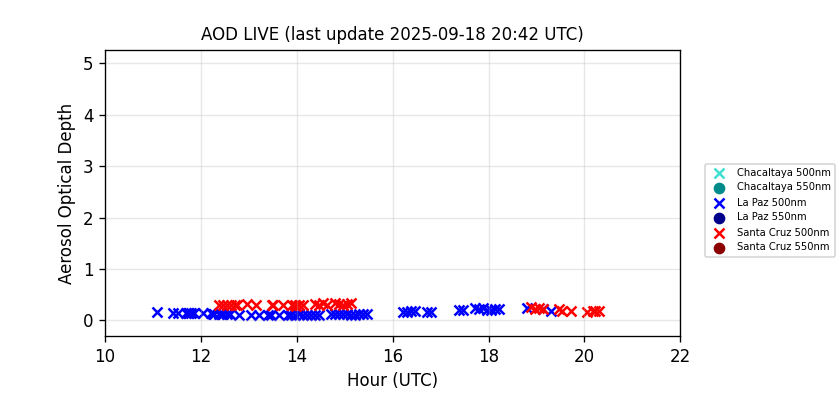 AOD LIVE (last update 2025-09-18 20:42 UTC)
Aerosol Optical Depth
5
4
3
2
1
0
10 12 14 16 18 20 22
Hour (UTC)
Chacaltaya 500nm
Chacaltaya 550nm
La Paz 500nm
La Paz 550nm
Santa Cruz 500nm
Santa Cruz 550nm